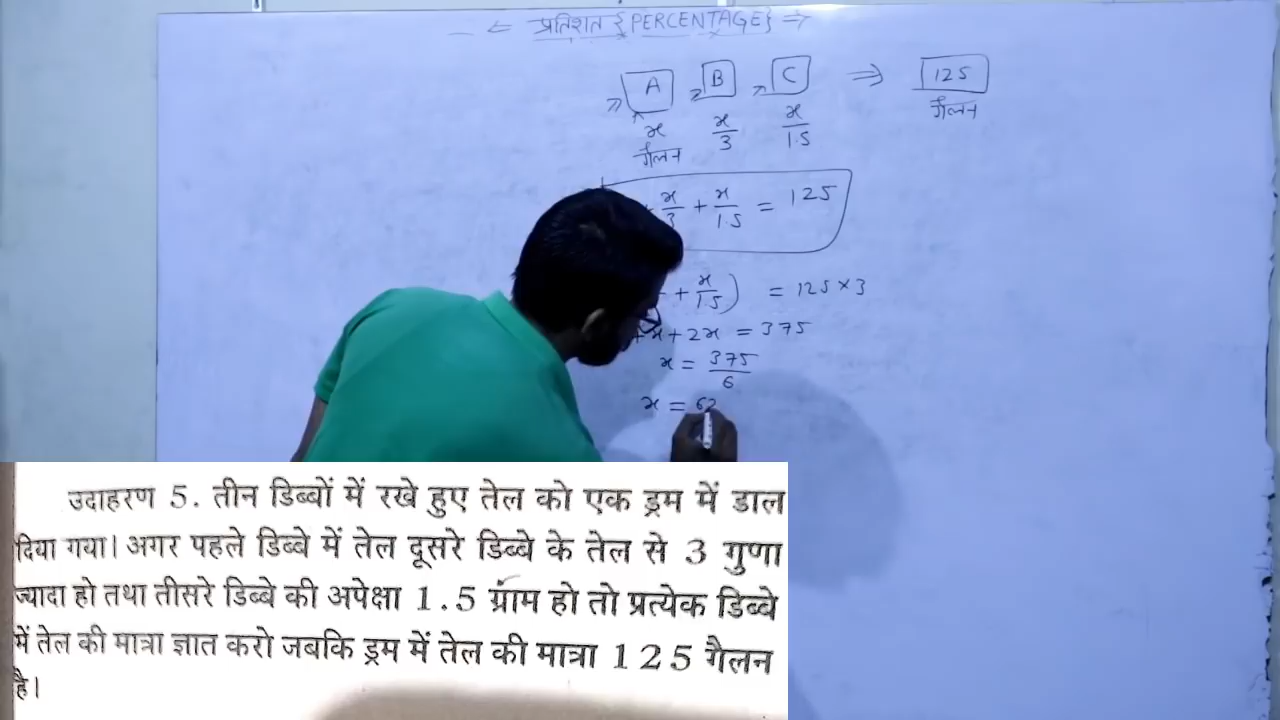 ← प्रतिशत {PERCENTAGE} →
A B C ⇒ 125
x x/3 x/1.5 गैलन
गैलन
x/3 + x/1.5 = 125
+ x/1.5) = 125×3
+x+2x = 375
x = 375/6
x = 62
उदाहरण 5. तीन डिब्बों में रखे हुए तेल को एक ड्रम में डाल
दिया गया। अगर पहले डिब्बे में तेल दूसरे डिब्बे के तेल से 3 गुणा
ज्यादा हो तथा तीसरे डिब्बे की अपेक्षा 1.5 ग्राम हो तो प्रत्येक डिब्बे
में तेल की मात्रा ज्ञात करो जबकि ड्रम में तेल की मात्रा 125 गैलन
है।